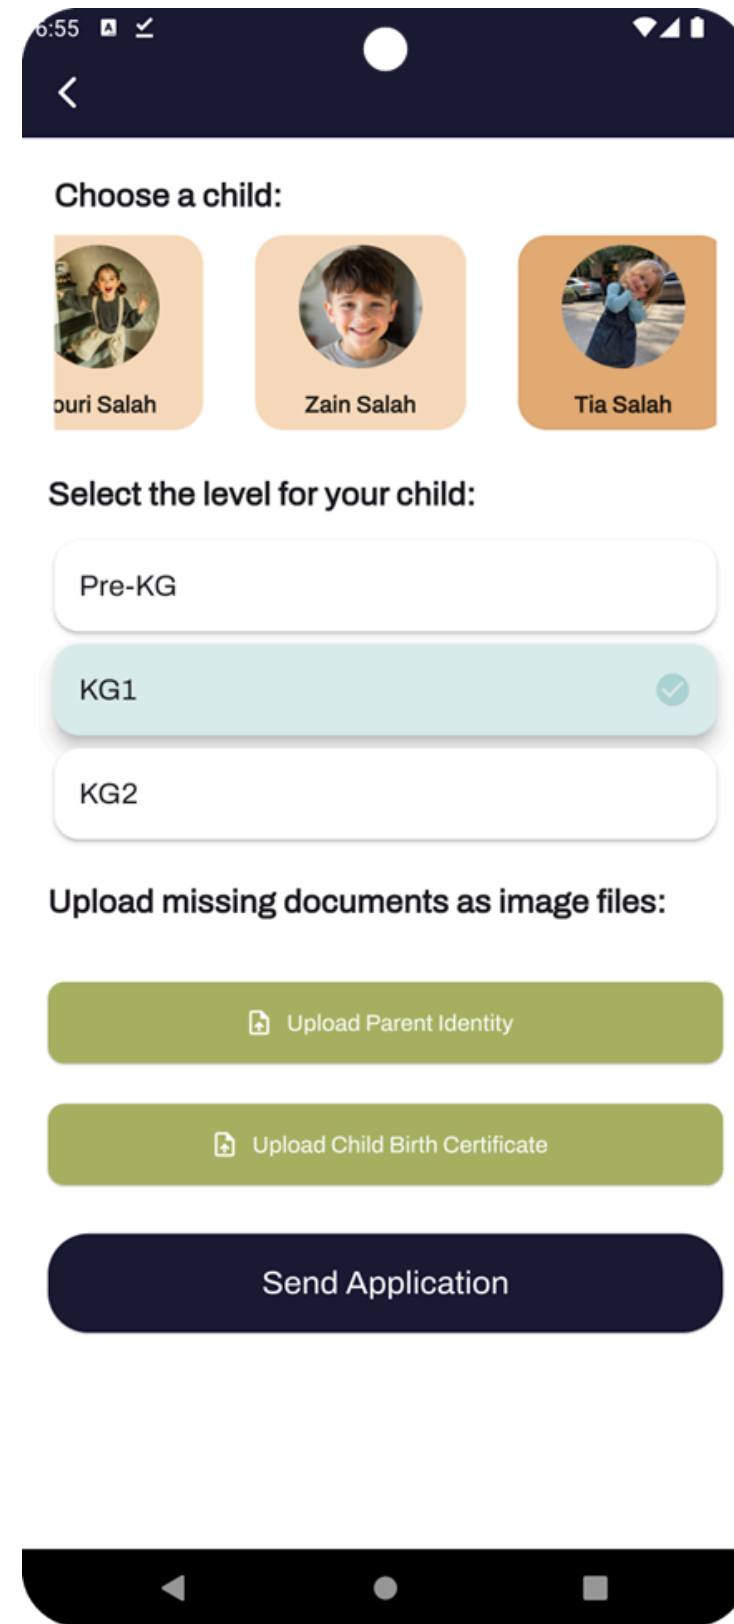 6:55
Choose a child:
ouri Salah
Zain Salah
Tia Salah
Select the level for your child:
Pre-KG
KG1
KG2
Upload missing documents as image files:
Upload Parent Identity
Upload Child Birth Certificate
Send Application